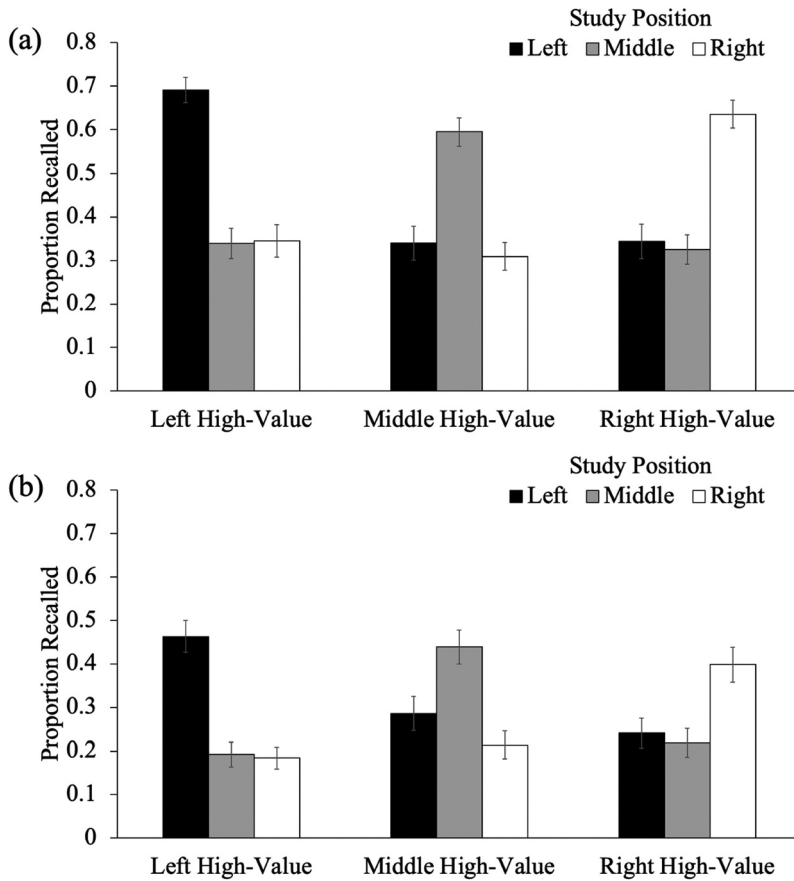 (a)
Study Position
Left Middle Right
Proportion Recalled
0.8
0.7
0.6
0.5
0.4
0.3
0.2
0.1
0
Left High-Value Middle High-Value Right High-Value
(b)
Study Position
Left Middle Right
Proportion Recalled
0.8
0.7
0.6
0.5
0.4
0.3
0.2
0.1
0
Left High-Value Middle High-Value Right High-Value